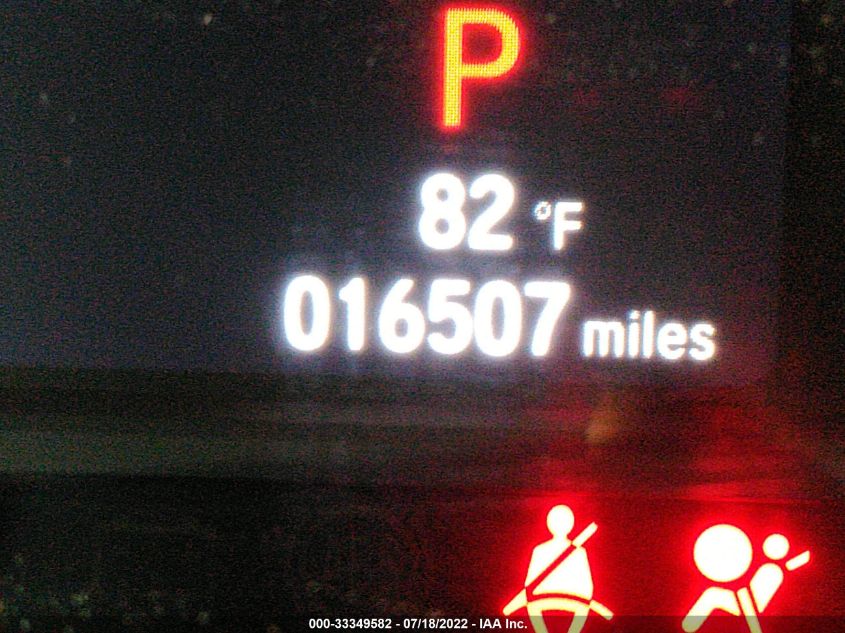 P
82 °F
016507 miles
000-33349582 - 07/18/2022 - IAA Inc.